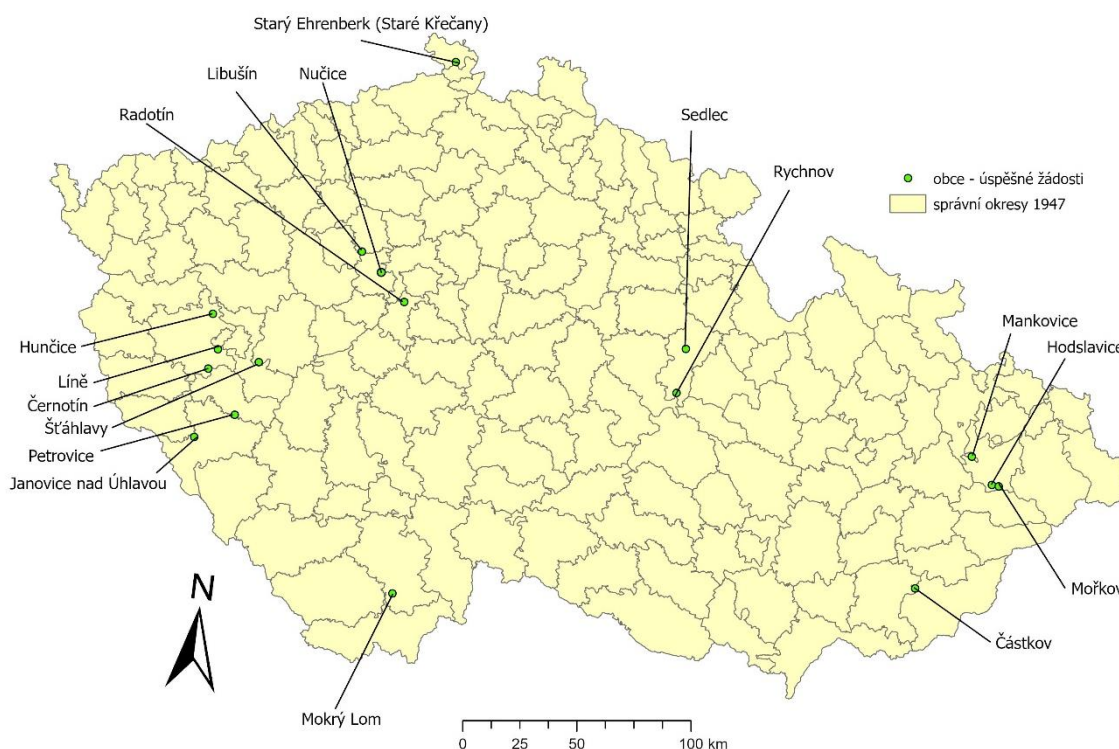 Starý Ehrenberk (Staré Křečany)
Libušín
Nučice
Radotín
Sedlec
Rychnov
obce - úspěšné žádosti
správní okresy 1947
Mankovice
Hodslavice
Hunčice
Líně
Černotín
Šťáhlavy
Petrovice
Janovice nad Úhlavou
Mořkov
Částkov
N
Mokrý Lom
0 25 50 100 km